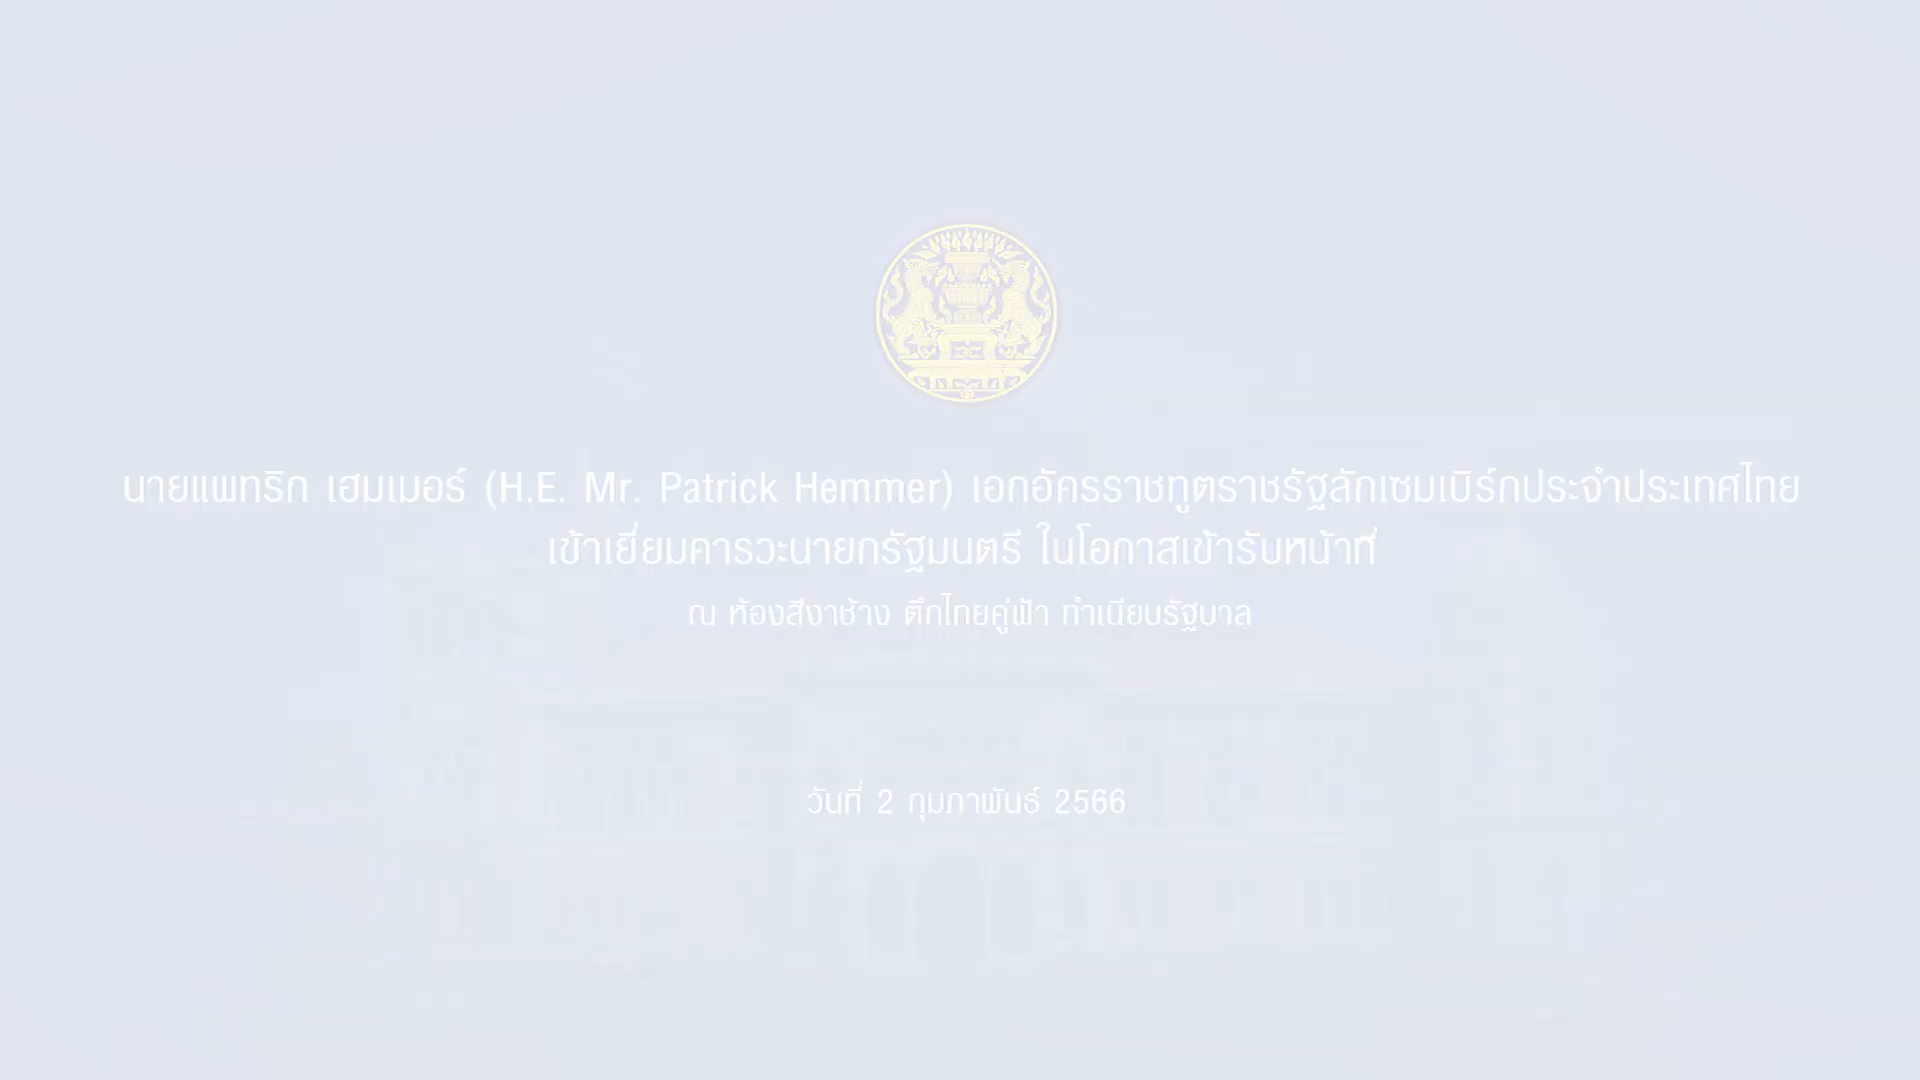 นายแพทริก เฮมเมอร์ (H.E. Mr. Patrick Hemmer) เอกอัครราชทูตราชรัฐลักเซมเบิร์กประจำประเทศไทย
เข้าเยี่ยมคารวะนายกรัฐมนตรี ในโอกาสเข้ารับหน้าที่
ณ ห้องสีงาช้าง ตึกไทยคู่ฟ้า ทำเนียบรัฐบาล
วันที่ 2 กุมภาพันธ์ 2566